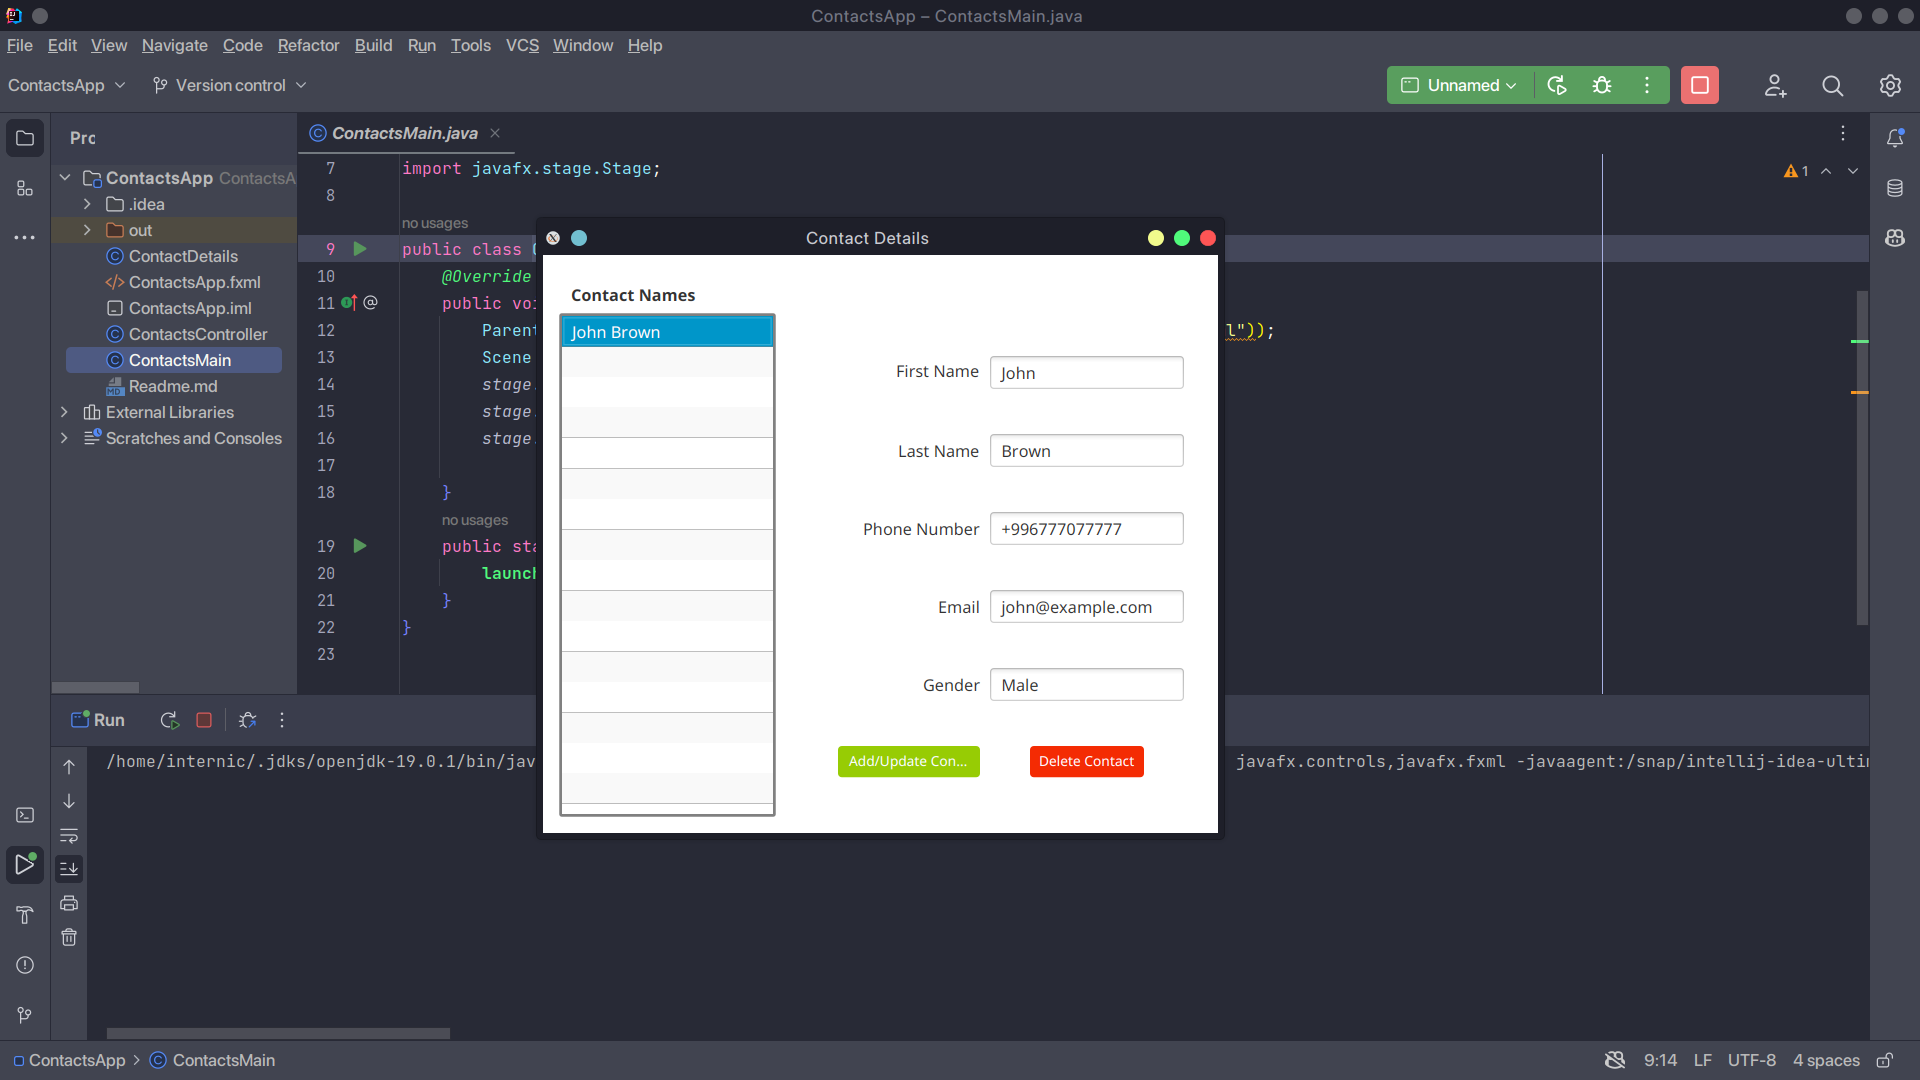 ContactsApp – ContactsMain.java
File Edit View Navigate Code Refactor Build Run Tools VCS Window Help
ContactsApp Version control Unnamed
Pro
ContactsApp ContactsA
.idea
out
ContactDetails
ContactsApp.fxml
ContactsApp.iml
ContactsController
ContactsMain
Readme.md
External Libraries
Scratches and Consoles
ContactsMain.java
1
7 import javafx.stage.Stage;
8
no usages
9 public class
10 @Override
11 public voi
12 Parent l"));
13 Scene
14 stage.
15 stage.
16 stage.
17
18 }
no usages
19 public sta
20 launch
21 }
22 }
23
Contact Details
Contact Names
John Brown
First Name John
Last Name Brown
Phone Number +996777077777
Email john@example.com
Gender Male
Add/Update Con...
Delete Contact
Run
/home/internic/.jdks/openjdk-19.0.1/bin/jav javafx.controls,javafx.fxml -javaagent:/snap/intellij-idea-ulti
ContactsApp ContactsMain
9:14 LF UTF-8 4 spaces